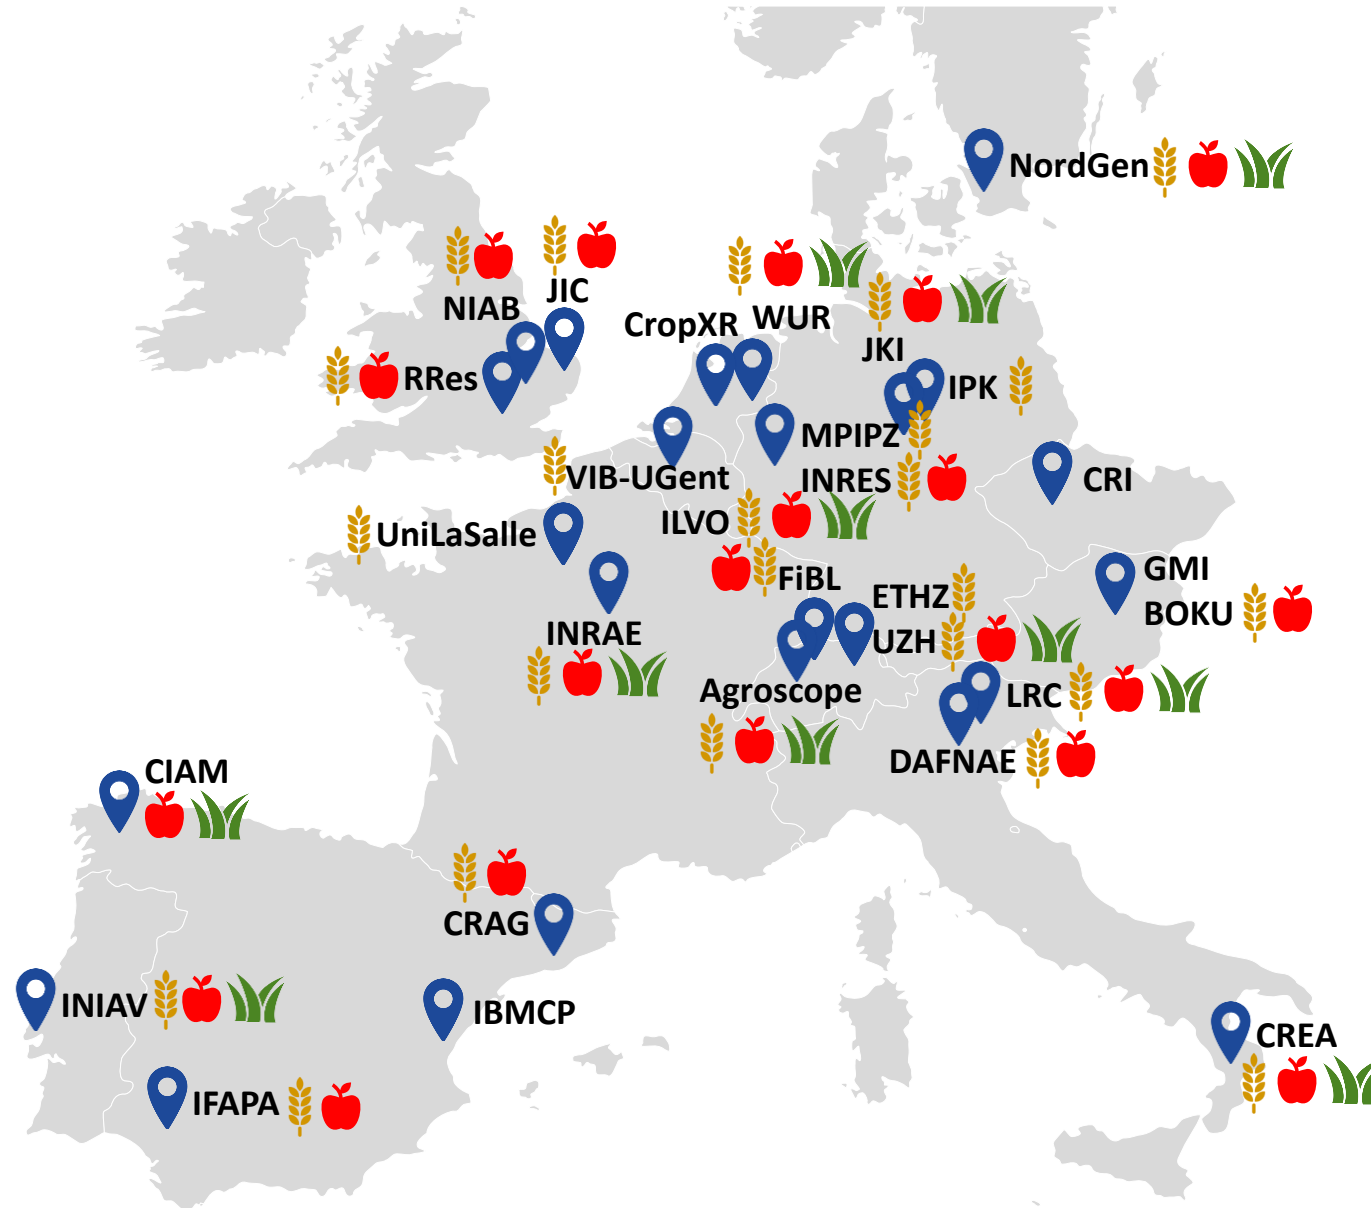 NordGen
JIC
NIAB
CropXR
WUR
JKI
RRes
IPK
MPIPZ
VIB-UGent
INRES
CRI
ILVO
UniLaSalle
FiBL
GMI
ETHZ
BOKU
INRAE
UZH
Agroscope
LRC
DAFNAE
CIAM
CRAG
INIAV
IBMCP
CREA
IFAPA